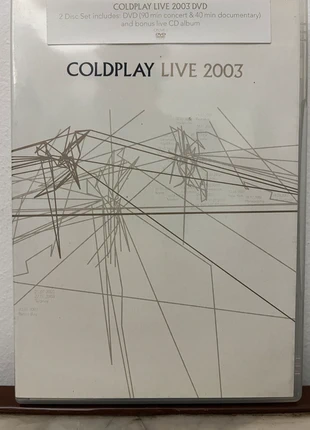 COLDPLAY LIVE 2003 DVD
2 Disc Set includes: DVD (90 min concert & 40 min documentary)
and bonus live CD album
DVD
COLDPLAY LIVE 2003